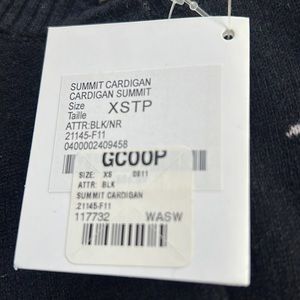 SUMMIT CARDIGAN
CARDIGAN SUMMIT
Size
Taille XSTP
ATTR:BLK/NR
21145-F11
0400002409458
GCOOP
SIZE: XS 0811
ATTR: BLK
SUMMIT CARDIGAN
21145-F11
117732 WASW